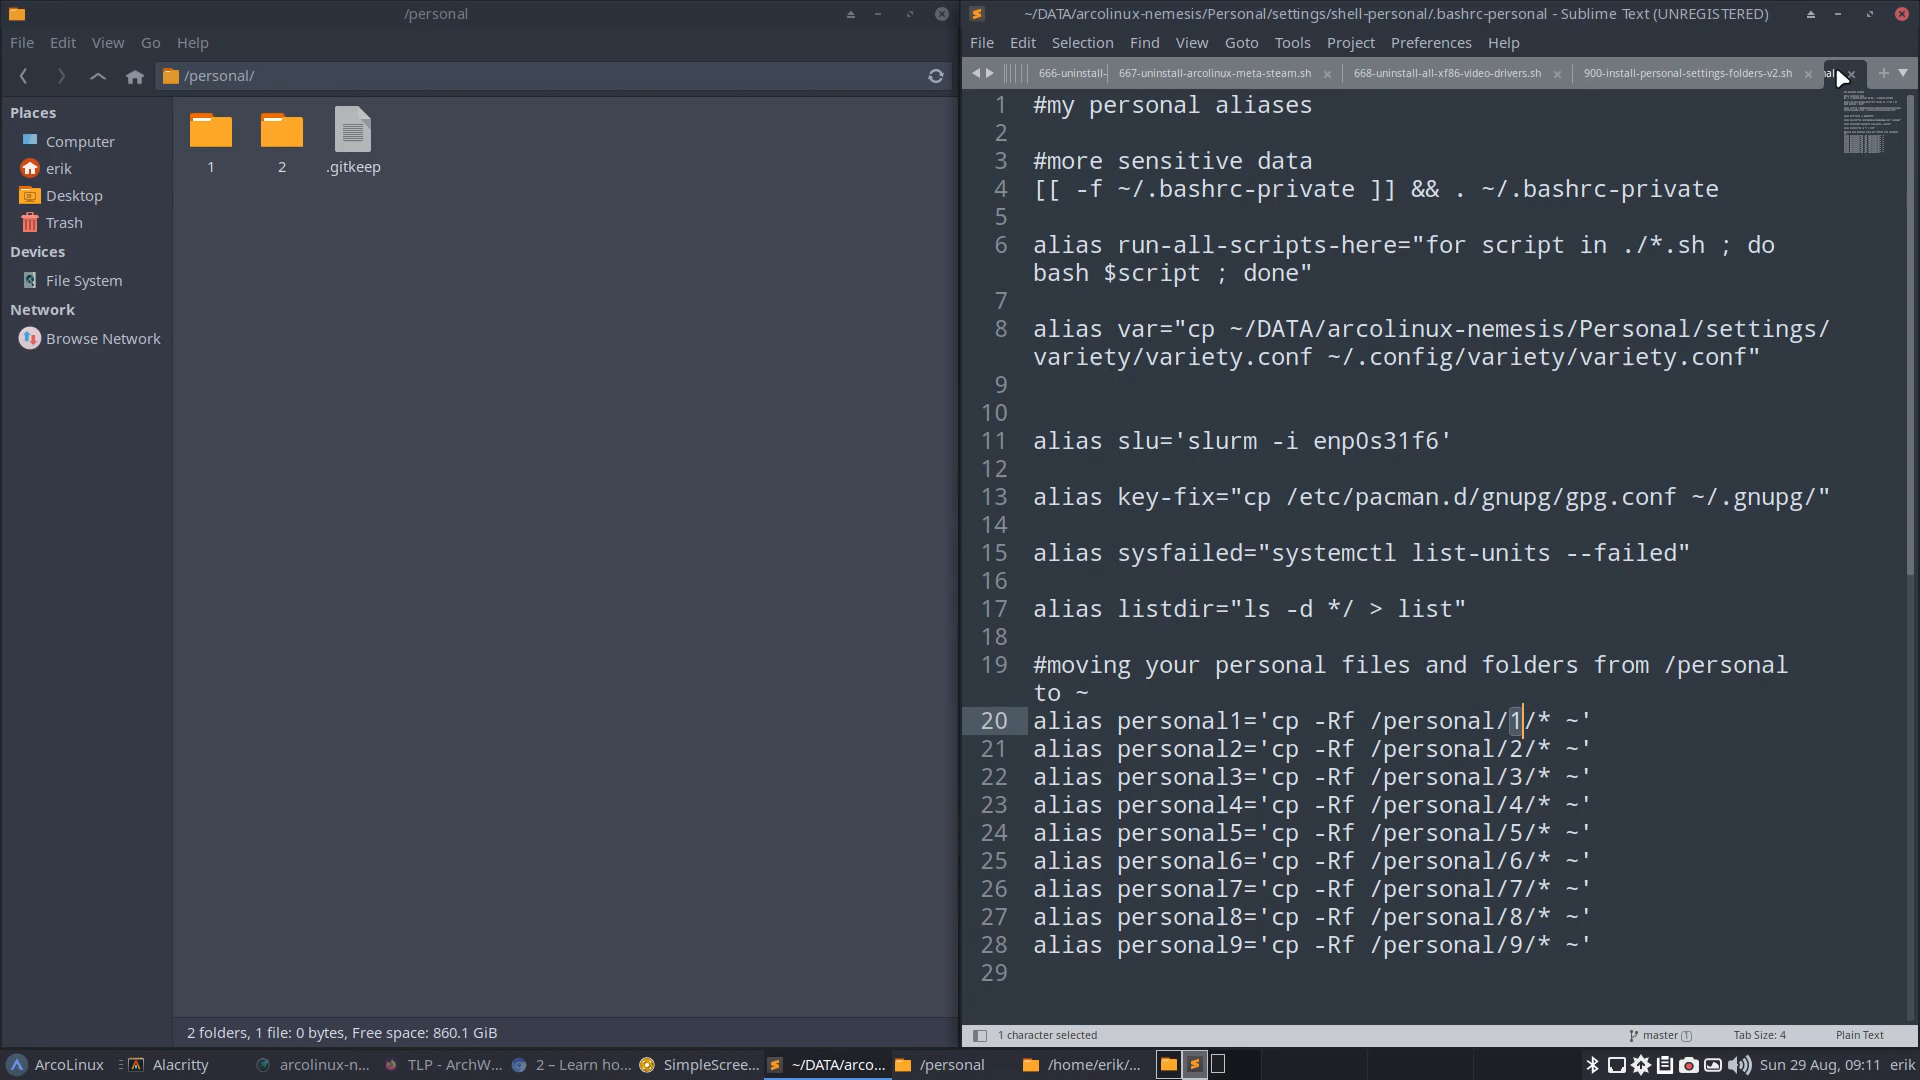 /personal
File Edit View Go Help
/personal/
Places
Computer
erik
Desktop
Trash
Devices
File System
Network
Browse Network
1
2
.gitkeep
2 folders, 1 file: 0 bytes, Free space: 860.1 GiB
~/DATA/arcolinux-nemesis/Personal/settings/shell-personal/.bashrc-personal - Sublime Text (UNREGISTERED)
File Edit Selection Find View Goto Tools Project Preferences Help
666-uninstall- 667-uninstall-arcolinux-meta-steam.sh 668-uninstall-all-xf86-video-drivers.sh 900-install-personal-settings-folders-v2.sh
1 #my personal aliases
2
3 #more sensitive data
4 [[ -f ~/.bashrc-private ]] && . ~/.bashrc-private
5
6 alias run-all-scripts-here="for script in ./*.sh ; do
bash $script ; done"
7
8 alias var="cp ~/DATA/arcolinux-nemesis/Personal/settings/
variety/variety.conf ~/.config/variety/variety.conf"
9
10
11 alias slu='slurm -i enp0s31f6'
12
13 alias key-fix="cp /etc/pacman.d/gnupg/gpg.conf ~/.gnupg/"
14
15 alias sysfailed="systemctl list-units --failed"
16
17 alias listdir="ls -d */ > list"
18
19 #moving your personal files and folders from /personal
to ~
20 alias personal1='cp -Rf /personal/1/* ~'
21 alias personal2='cp -Rf /personal/2/* ~'
22 alias personal3='cp -Rf /personal/3/* ~'
23 alias personal4='cp -Rf /personal/4/* ~'
24 alias personal5='cp -Rf /personal/5/* ~'
25 alias personal6='cp -Rf /personal/6/* ~'
26 alias personal7='cp -Rf /personal/7/* ~'
27 alias personal8='cp -Rf /personal/8/* ~'
28 alias personal9='cp -Rf /personal/9/* ~'
29
1 character selected master 1 Tab Size: 4 Plain Text
ArcoLinux Alacritty arcolinux-n... TLP - ArchW... 2 – Learn ho... SimpleScree... ~/DATA/arco... /personal /home/erik/... Sun 29 Aug, 09:11 erik